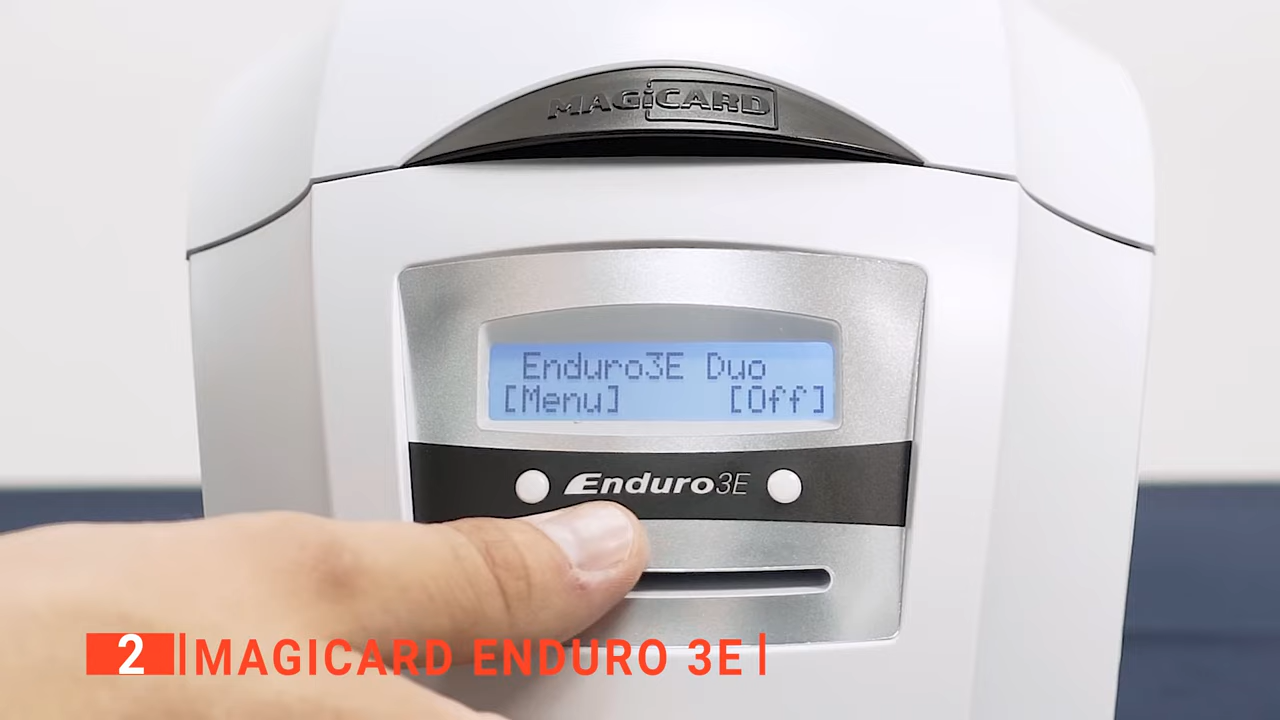 MAGiCARD
Enduro3E Duo
[Menu] [Off]
Enduro3E
2 MAGICARD ENDURO 3E